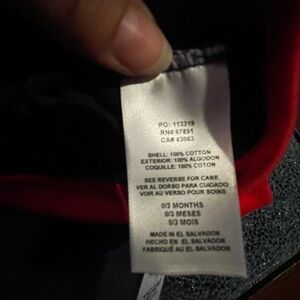 PO: 113319
RN# 67891
CA# 43063
SHELL: 100% COTTON
EXTERIOR: 100% ALGODON
COQUILLE: 100% COTON
SEE REVERSE FOR CARE
VER AL DORSO PARA CUIDADO
VOIR AU VERSO POUR SOINS
0/3 MONTHS
0/3 MESES
0/3 MOIS
MADE IN EL SALVADOR
HECHO EN EL SALVADOR
FABRIQUÉ AU EL SALVADOR